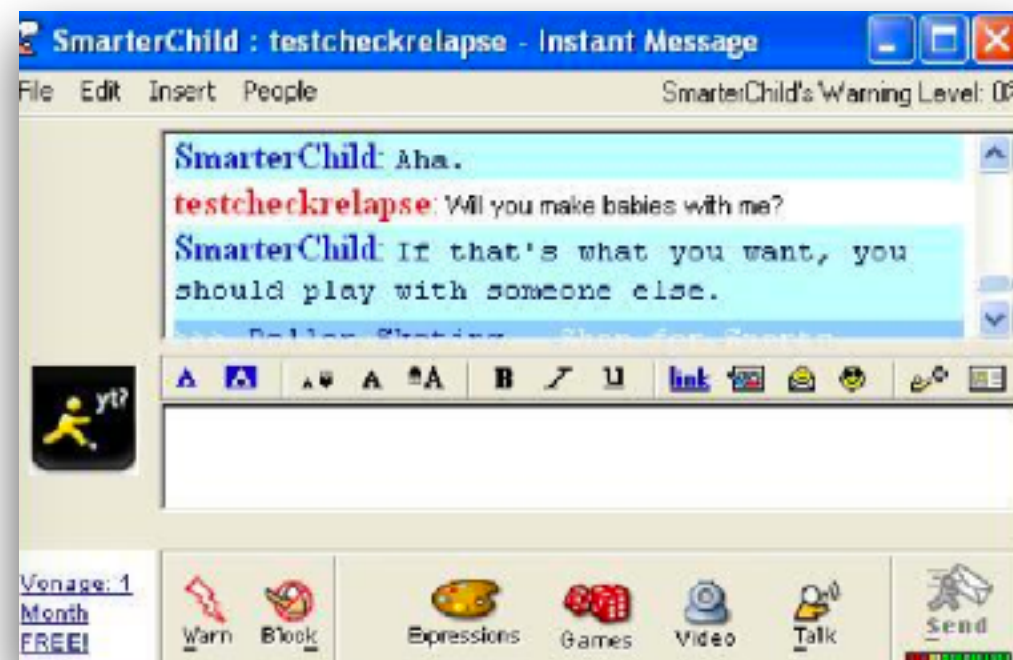 SmarterChild : testcheckrelapse - Instant Message
File Edit Insert People SmarterChild's Warning Level: 0%
SmarterChild: Aha.
testcheckrelapse: Will you make babies with me?
SmarterChild: If that's what you want, you
should play with someone else.
yt?
A A A A A B I U link
Vonage: 1
Month
FREE!
Warn Block Expressions Games Video Talk Send